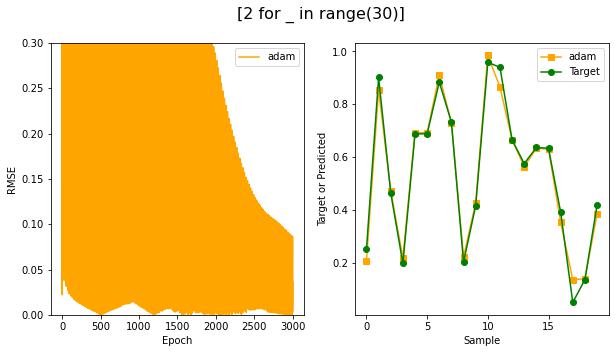 [2 for _ in range(30)]
0.30
0.25
0.20
0.15
0.10
0.05
0.00
RMSE
0 500 1000 1500 2000 2500 3000
Epoch
adam
1.0
0.8
0.6
0.4
0.2
Target or Predicted
0 5 10 15
Sample
adam
Target